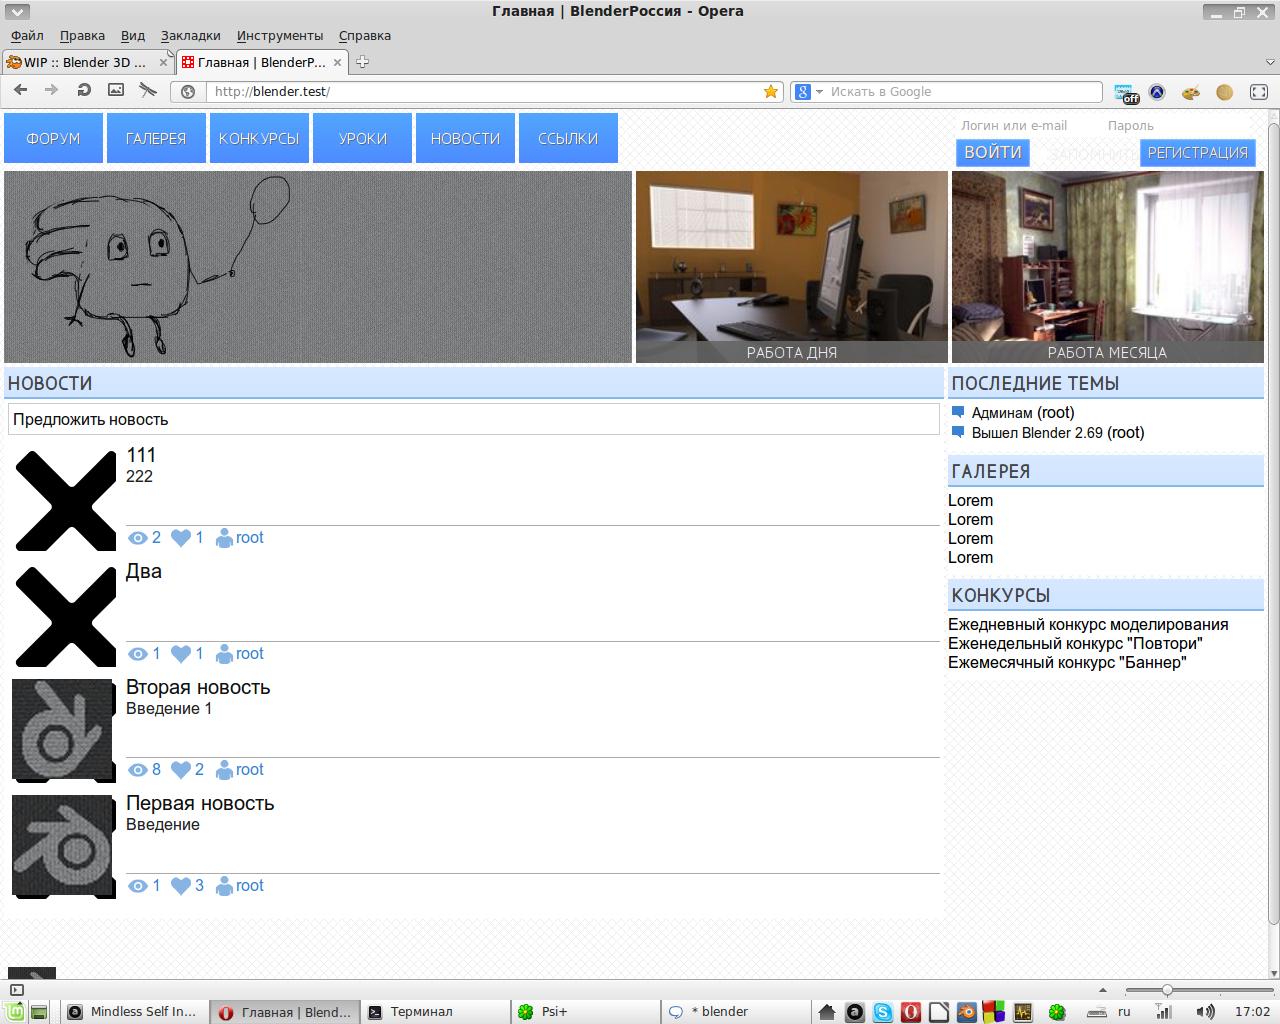 Главная | BlenderРоссия - Opera
Файл Правка Вид Закладки Инструменты Справка
WIP :: Blender 3D ... Главная | BlenderP...
http://blender.test/ Искать в Google off
ФОРУМ ГАЛЕРЕЯ КОНКУРСЫ УРОКИ НОВОСТИ ССЫЛКИ
Логин или e-mail Пароль
ВОЙТИ ЗАПОМНИТЬ РЕГИСТРАЦИЯ
РАБОТА ДНЯ РАБОТА МЕСЯЦА
НОВОСТИ
Предложить новость
111
222
2 1 root
Два
1 1 root
Вторая новость
Введение 1
8 2 root
Первая новость
Введение
1 3 root
ПОСЛЕДНИЕ ТЕМЫ
Админам (root)
Вышел Blender 2.69 (root)
ГАЛЕРЕЯ
Lorem
Lorem
Lorem
Lorem
КОНКУРСЫ
Ежедневный конкурс моделирования
Еженедельный конкурс "Повтори"
Ежемесячный конкурс "Баннер"
Mindless Self In... Главная | Blend... Терминал Psi+ * blender ru 17:02